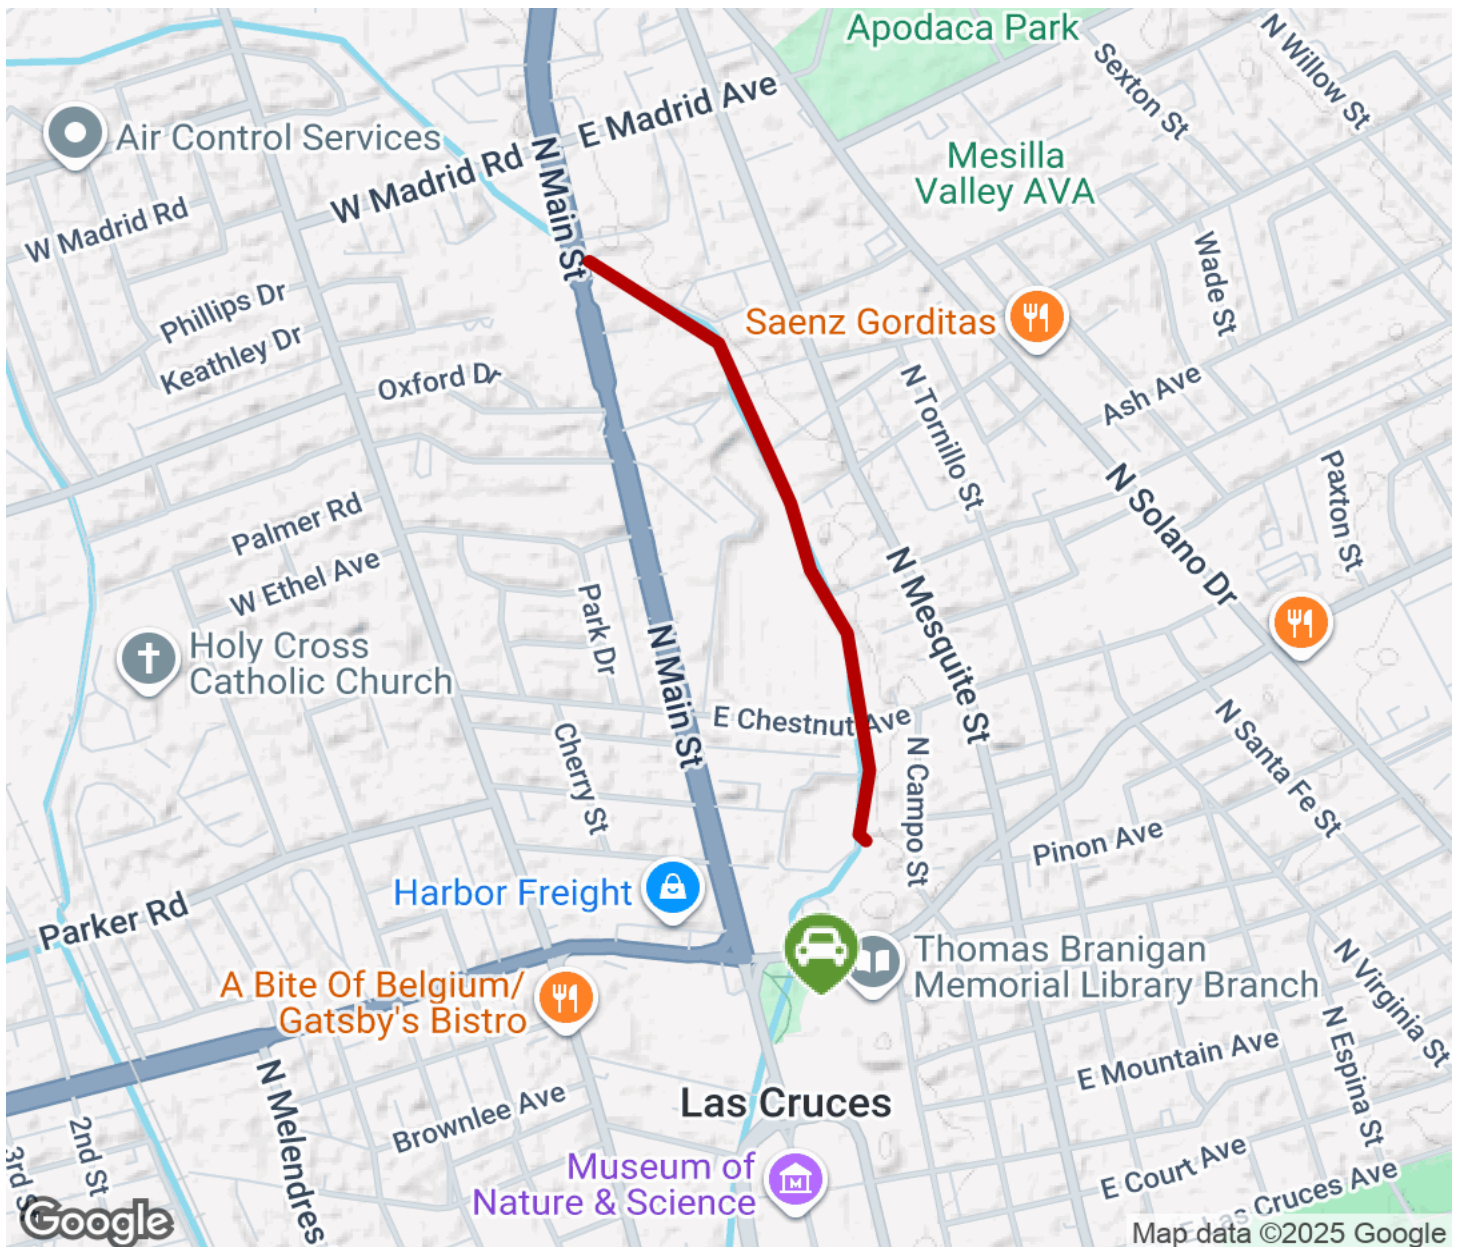 Apodaca Park
N Willow St
Sexton St
E Madrid Ave
Air Control Services
N Main St
W Madrid Rd
Mesilla
Valley AVA
W Madrid Rd
Wade St
Phillips Dr
Saenz Gorditas
Keathley Dr
Oxford Dr
Ash Ave
N Tornillo St
Paxton St
N Solano Dr
Palmer Rd
W Ethel Ave
N Mesquite St
Park Dr
Holy Cross
Catholic Church
N Main St
E Chestnut Ave
N Santa Fe St
Cherry St
N Campo St
Pinon Ave
Harbor Freight
Parker Rd
Thomas Branigan
Memorial Library Branch
N Virginia St
A Bite Of Belgium/
Gatsby's Bistro
N Espina St
E Mountain Ave
N Melendres
Las Cruces
Brownlee Ave
2nd St
3rd St
Museum of
Nature & Science
E Court Ave
E Las Cruces Ave
Google
Map data ©2025 Google